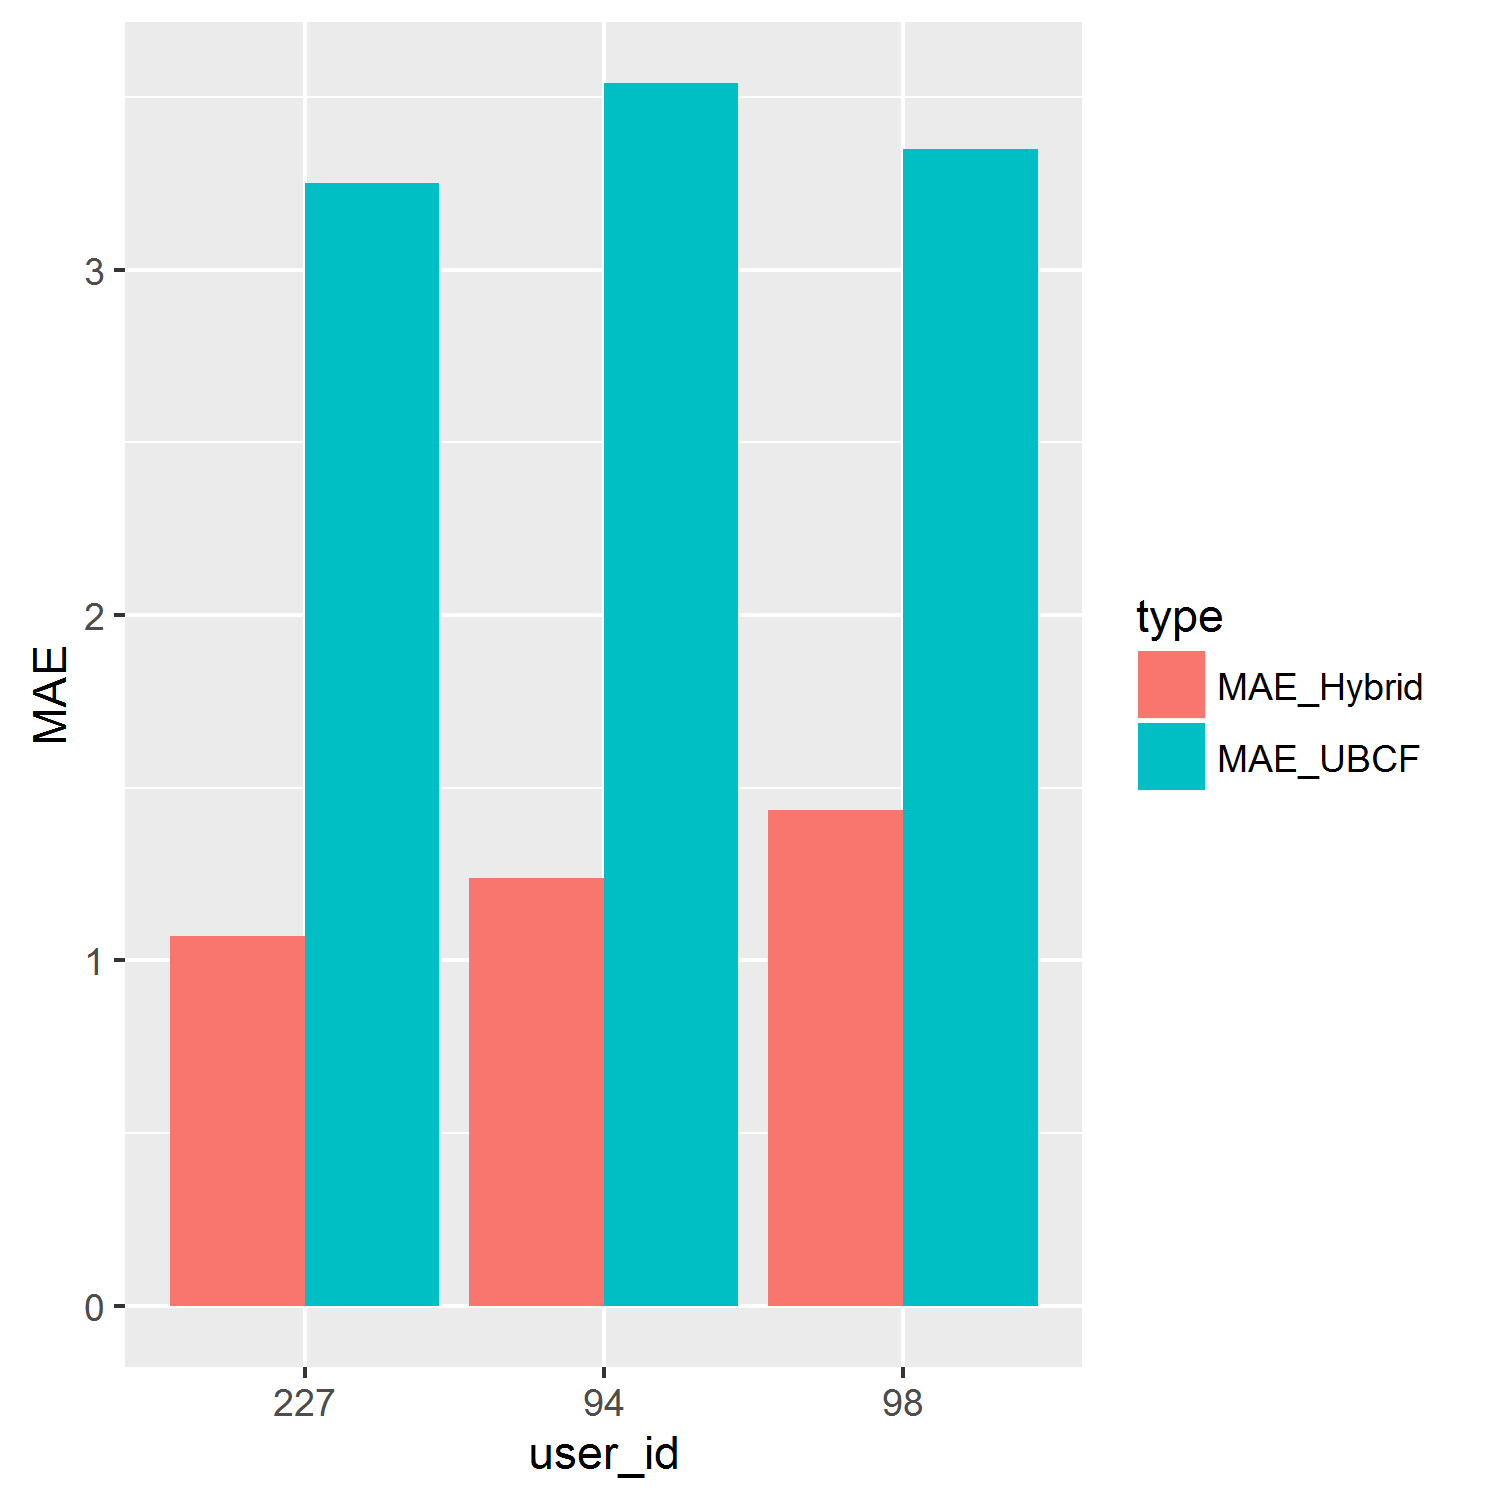 MAE
3
2
1
0
227 94 98
user_id
type
MAE_Hybrid
MAE_UBCF